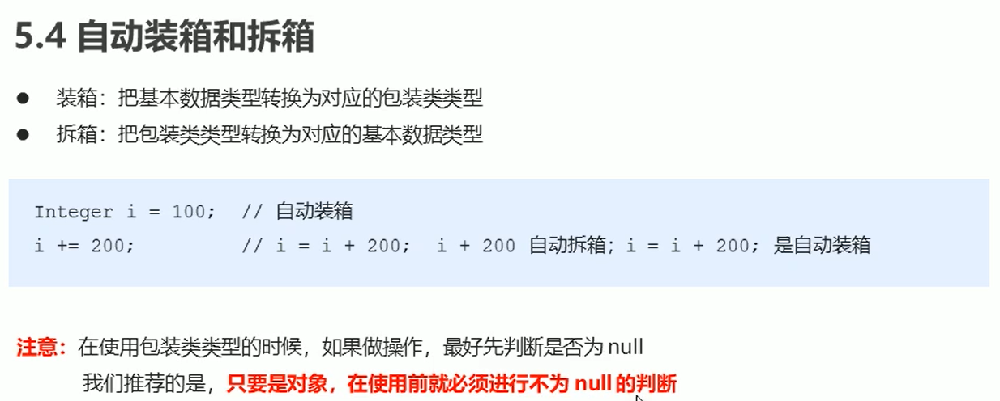 5.4 自动装箱和拆箱
● 装箱：把基本数据类型转换为对应的包装类类型
● 拆箱：把包装类类型转换为对应的基本数据类型
Integer i = 100;  // 自动装箱
i += 200;         // i = i + 200;  i + 200 自动拆箱；i = i + 200; 是自动装箱
注意：在使用包装类类型的时候，如果做操作，最好先判断是否为 null
我们推荐的是，只要是对象，在使用前就必须进行不为 null 的判断